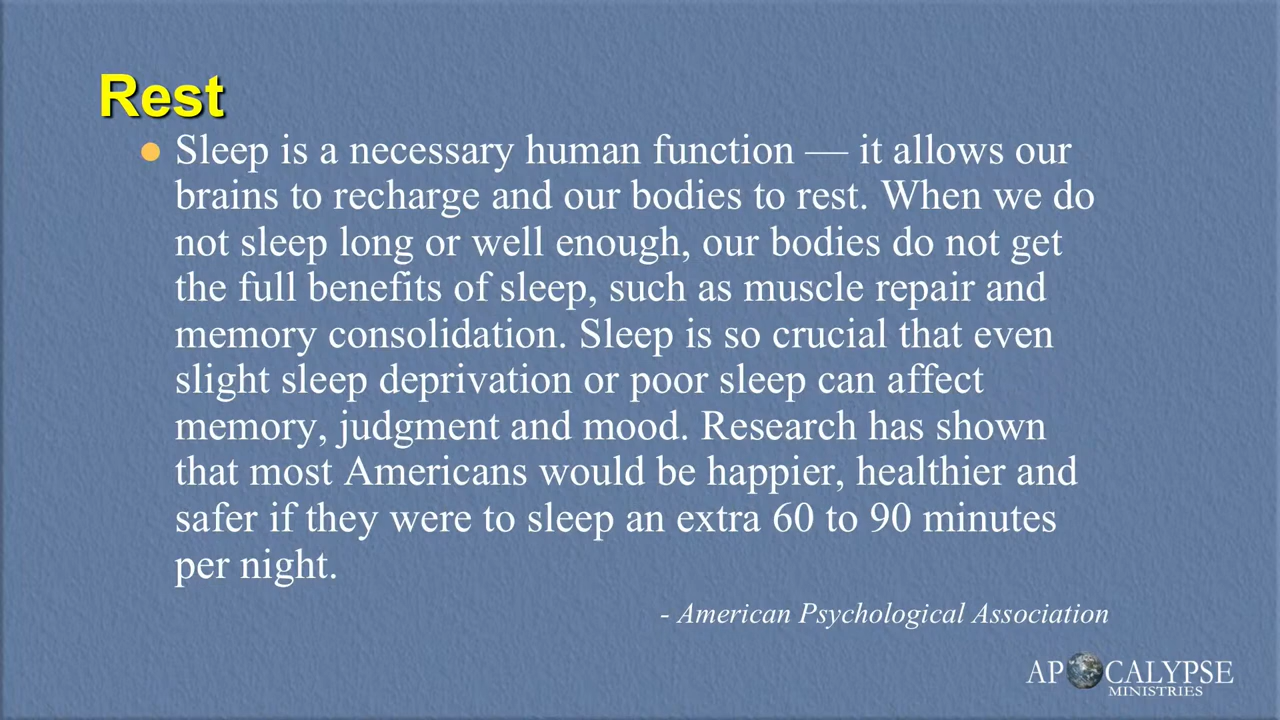 Rest
Sleep is a necessary human function — it allows our
brains to recharge and our bodies to rest. When we do
not sleep long or well enough, our bodies do not get
the full benefits of sleep, such as muscle repair and
memory consolidation. Sleep is so crucial that even
slight sleep deprivation or poor sleep can affect
memory, judgment and mood. Research has shown
that most Americans would be happier, healthier and
safer if they were to sleep an extra 60 to 90 minutes
per night.
- American Psychological Association
APOCALYPSE
MINISTRIES